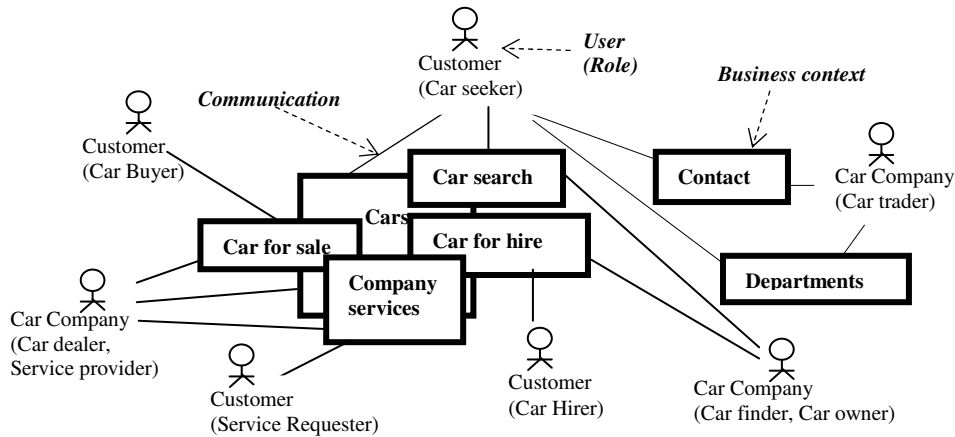 User
(Role)
Customer
(Car seeker)
Business context
Communication
Customer
(Car Buyer)
Car search
Contact
Car Company
(Car trader)
Cars
Car for sale
Car for hire
Departments
Company
services
Car Company
(Car dealer,
Service provider)
Customer
(Service Requester)
Customer
(Car Hirer)
Car Company
(Car finder, Car owner)